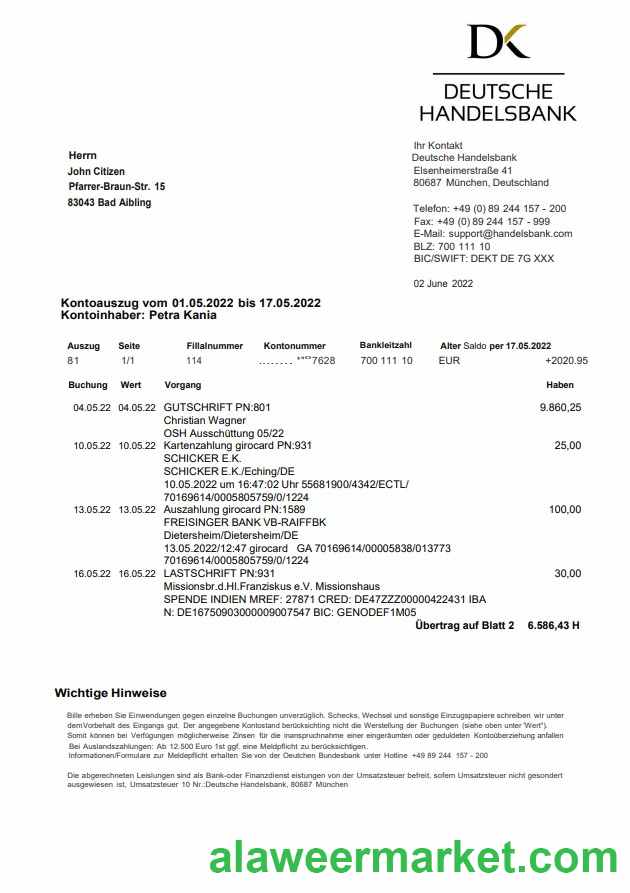 DK
DEUTSCHE
HANDELSBANK
Ihr Kontakt
Deutsche Handelsbank
Elsenheimerstraße 41
80687 München, Deutschland
Telefon: +49 (0) 89 244 157 - 200
Fax: +49 (0) 89 244 157 - 999
E-Mail: support@handelsbank.com
BLZ: 700 111 10
BIC/SWIFT: DEKT DE 7G XXX
02 June 2022
Herrn
John Citizen
Pfarrer-Braun-Str. 15
83043 Bad Aibling
Kontoauszug vom 01.05.2022 bis 17.05.2022
Kontoinhaber: Petra Kania
Auszug Seite Fillalnummer Kontonummer Bankleitzahl Alter Saldo per 17.05.2022
81 1/1 114 7628 700 111 10 EUR +2020.95
Buchung Wert Vorgang Haben
04.05.22 04.05.22 GUTSCHRIFT PN:801 9.860,25
Christian Wagner
OSH Ausschüttung 05/22
10.05.22 10.05.22 Kartenzahlung girocard PN:931 25,00
SCHICKER E.K.
SCHICKER E.K./Eching/DE
10.05.2022 um 16:47:02 Uhr 55681900/4342/ECTL/
70169614/0005805759/0/1224
13.05.22 13.05.22 Auszahlung girocard PN:1589 100,00
FREISINGER BANK VB-RAIFFBK
Dietersheim/Dietersheim/DE
13.05.2022/12:47 girocard GA 70169614/00005838/013773
70169614/0005805759/0/1224
16.05.22 16.05.22 LASTSCHRIFT PN:931 30,00
Missionsbr.d.Hl.Franziskus e.V. Missionshaus
SPENDE INDIEN MREF: 27871 CRED: DE47ZZZ00000422431 IBA
N: DE16750903000009007547 BIC: GENODEF1M05
Übertrag auf Blatt 2 6.586,43 H
Wichtige Hinweise
Bille erheben Sie Einwendungen gegen einzelne Buchungen unverzüglich. Schecks, Wechsel und sonstige Einzugspapiere schreiben wir unter
demVorbehalt des Eingangs gut. Der angegebene Kontostand berücksichtig nicht die Werstellung der Buchungen (siehe oben unter "Wert").
Somit können bei Verfügungen möglicherweise Zinsen für die inanspruchnahme einer eingeräumten oder geduldeten Kontoüberziehung anfallen
Bei Auslandszahlungen: Ab 12.500 Euro 1st ggf. eine Meldpflicht zu berücksichtigen.
Informationen/Formulare zur Meldepflicht erhalten Sie von der Oeutchen Bundesbank unter Hotline +49 89 244 157 - 200
Die abgerechneten Leistungen sind als Bank-oder Finanzdienst eistungen von der Umsatzsteuer befreit, sofern Umsatzsteuer nicht gesondert
ausgewiesen ist, Umsatzsteuer 10 Nr.:Deutsche Handelsbank, 80687 München
alaweermarket.com